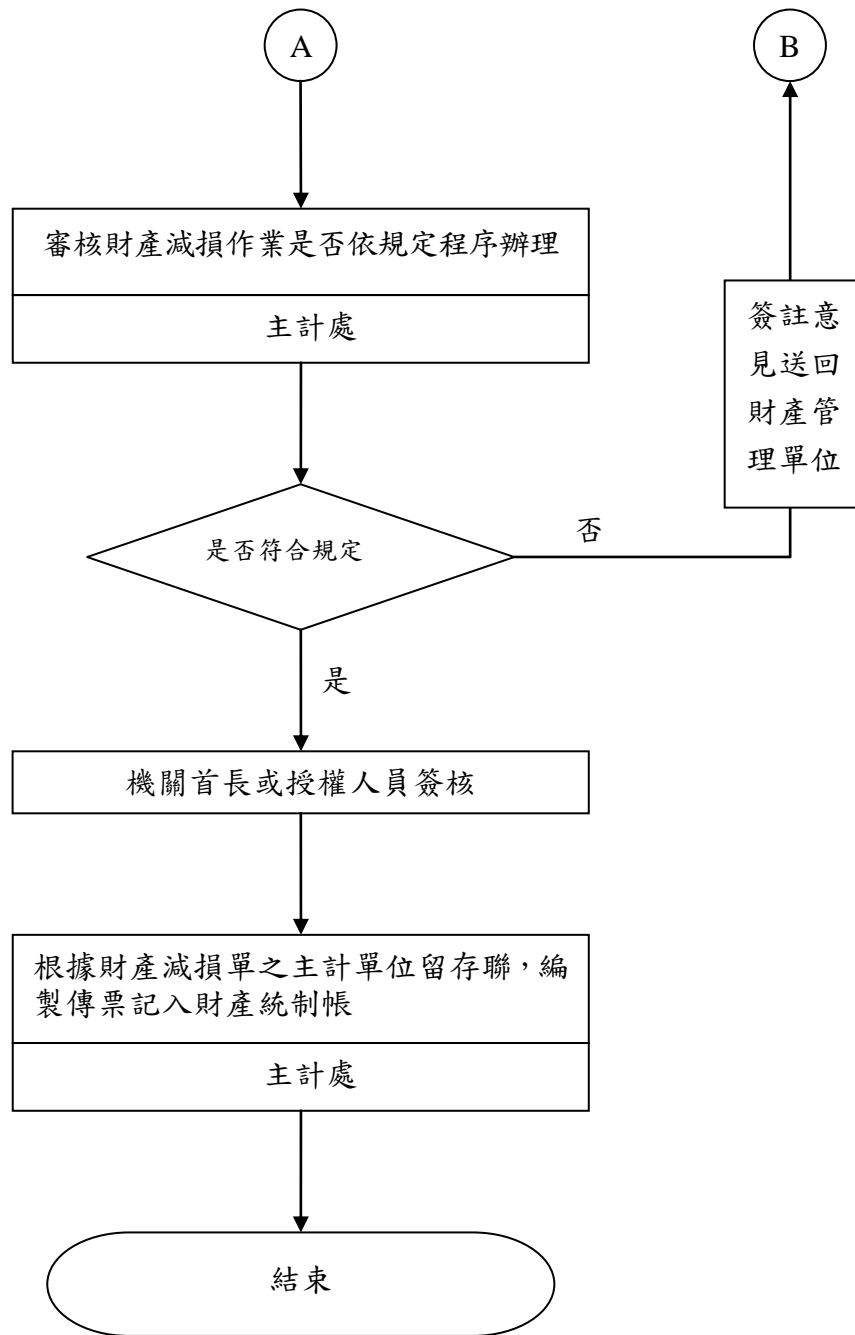 A
B
審核財產減損作業是否依規定程序辦理
主計處
簽註意
見送回
財產管
理單位
是否符合規定
否
是
機關首長或授權人員簽核
根據財產減損單之主計單位留存聯，編
製傳票記入財產統制帳
主計處
結束